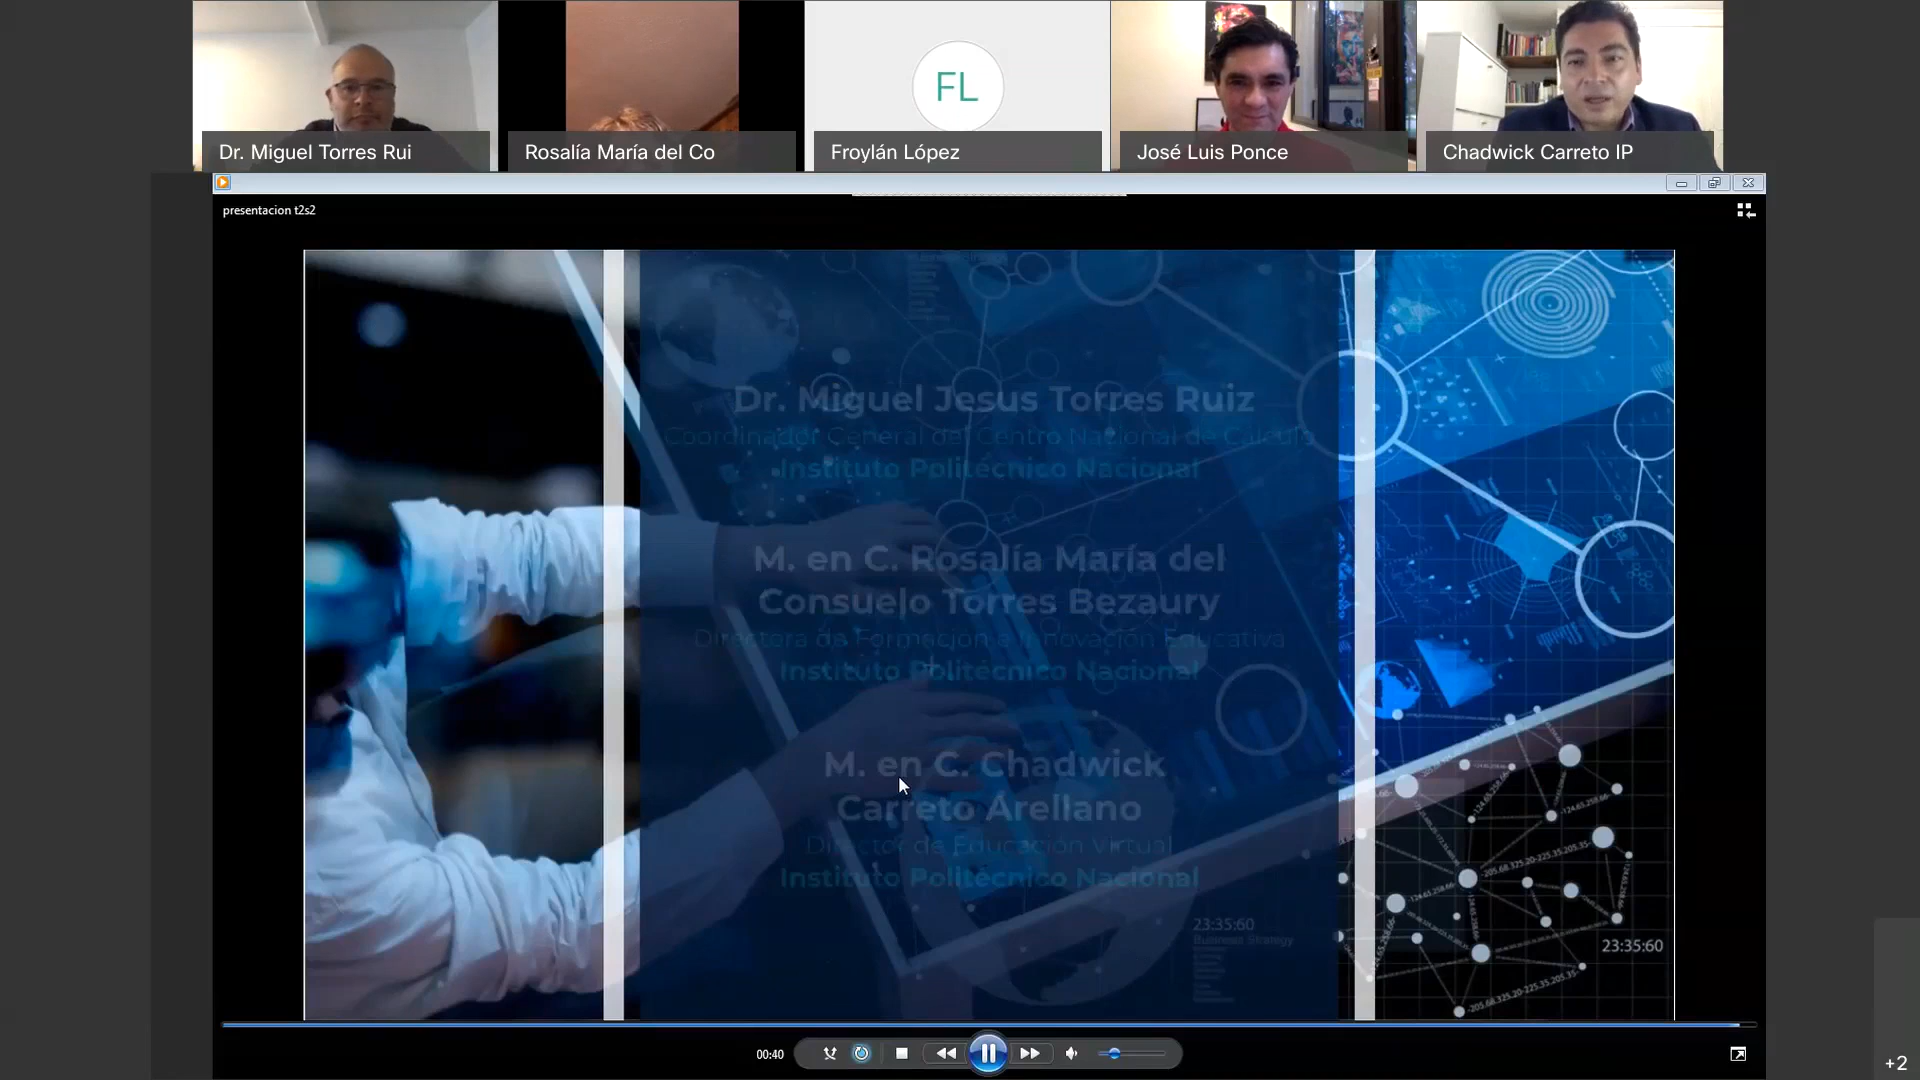 Dr. Miguel Torres Rui
Rosalía María del Co
FL
Froylán López
José Luis Ponce
Chadwick Carreto IP
presentacion t2s2
Dr. Miguel Jesus Torres Ruiz
Coordinador General del Centro Nacional de Cálculo
Instituto Politécnico Nacional
M. en C. Rosalía María del
Consuelo Torres Bezaury
Directora de Formación e Innovación Educativa
Instituto Politécnico Nacional
M. en C. Chadwick
Carreto Arellano
Director de Educación Virtual
Instituto Politécnico Nacional
23:35:60
Business Strategy
23:35:60
00:40
+2